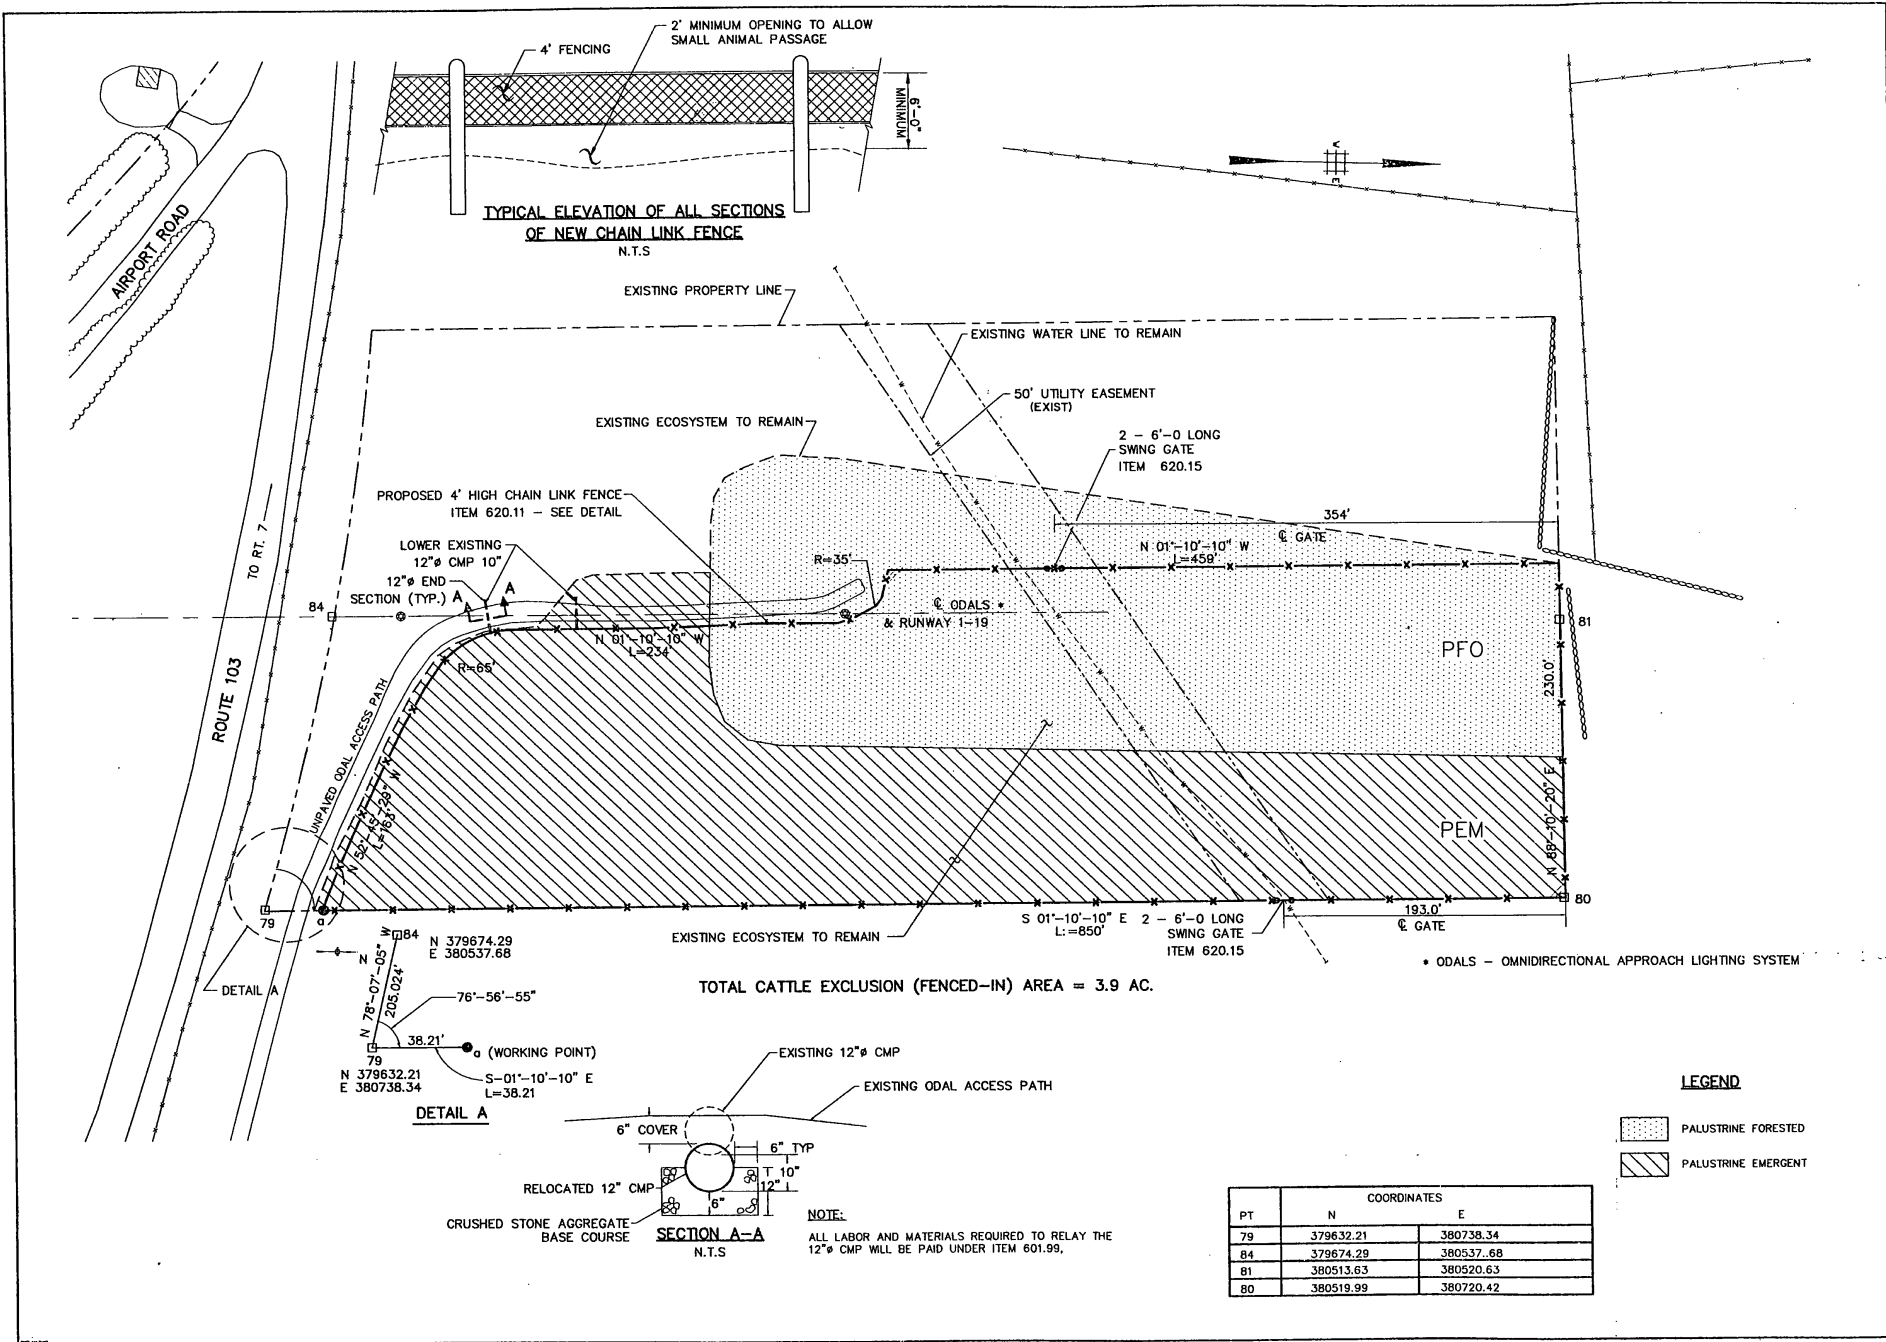 2' MINIMUM OPENING TO ALLOW
SMALL ANIMAL PASSAGE
4' FENCING
6'-0"
MINIMUM
TYPICAL ELEVATION OF ALL SECTIONS
OF NEW CHAIN LINK FENCE
N.T.S
AIRPORT ROAD
EXISTING PROPERTY LINE
EXISTING WATER LINE TO REMAIN
50' UTILITY EASEMENT
(EXIST)
EXISTING ECOSYSTEM TO REMAIN
2 - 6'-0 LONG
SWING GATE
ITEM 620.15
PROPOSED 4' HIGH CHAIN LINK FENCE
ITEM 620.11 - SEE DETAIL
TO RT. 7
354'
℄ GATE
LOWER EXISTING
12"ø CMP 10"
N 01°-10'-10" W
L=459'
R=35'
12"ø END
SECTION (TYP.)
A
A
84
℄ ODALS *
& RUNWAY 1-19
81
N 01°-10'-10" W
L=234'
PFO
R=65'
ROUTE 103
230.0'
UNPAVED ODAL ACCESS PATH
N 52°-45'-29" W
L=163'
PEM
N 88°-10'-20" E
80
79
a
S 01°-10'-10" E
L:=850'
2 - 6'-0 LONG
SWING GATE
ITEM 620.15
193.0'
℄ GATE
EXISTING ECOSYSTEM TO REMAIN
N
84
N 379674.29
E 380537.68
* ODALS - OMNIDIRECTIONAL APPROACH LIGHTING SYSTEM
DETAIL A
TOTAL CATTLE EXCLUSION (FENCED-IN) AREA = 3.9 AC.
N 78°-07'-05" W
205.024'
76°-56'-55"
38.21'
a (WORKING POINT)
79
N 379632.21
E 380738.34
S-01°-10'-10" E
L=38.21
DETAIL A
EXISTING 12"ø CMP
EXISTING ODAL ACCESS PATH
6" COVER
6" TYP
10"
12"
6"
RELOCATED 12" CMP
CRUSHED STONE AGGREGATE
BASE COURSE
SECTION A-A
N.T.S
NOTE:
ALL LABOR AND MATERIALS REQUIRED TO RELAY THE
12"ø CMP WILL BE PAID UNDER ITEM 601.99,
LEGEND
PALUSTRINE FORESTED
PALUSTRINE EMERGENT
COORDINATES
PT N E
79 379632.21 380738.34
84 379674.29 380537..68
81 380513.63 380520.63
80 380519.99 380720.42